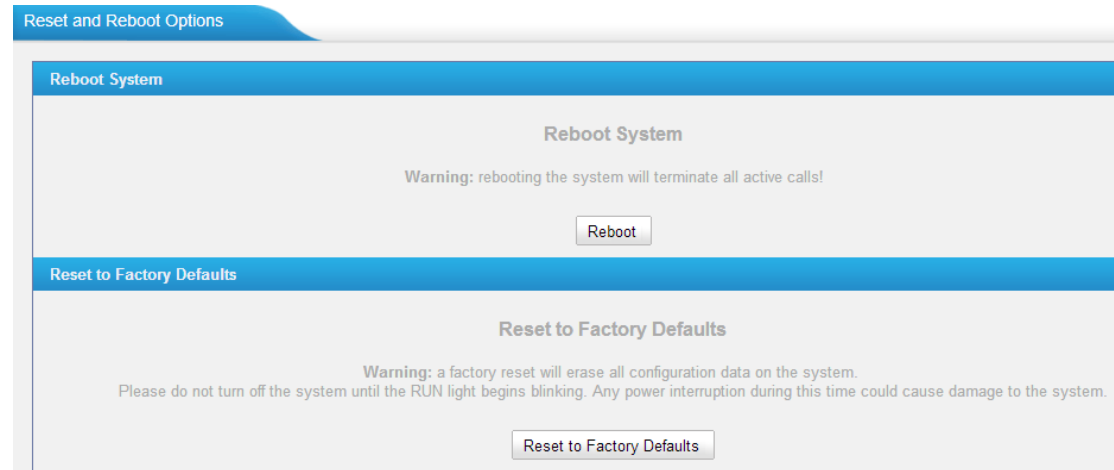 Reset and Reboot Options
Reboot System
Reboot System
Warning: rebooting the system will terminate all active calls!
Reboot
Reset to Factory Defaults
Reset to Factory Defaults
Warning: a factory reset will erase all configuration data on the system.
Please do not turn off the system until the RUN light begins blinking. Any power interruption during this time could cause damage to the system.
Reset to Factory Defaults